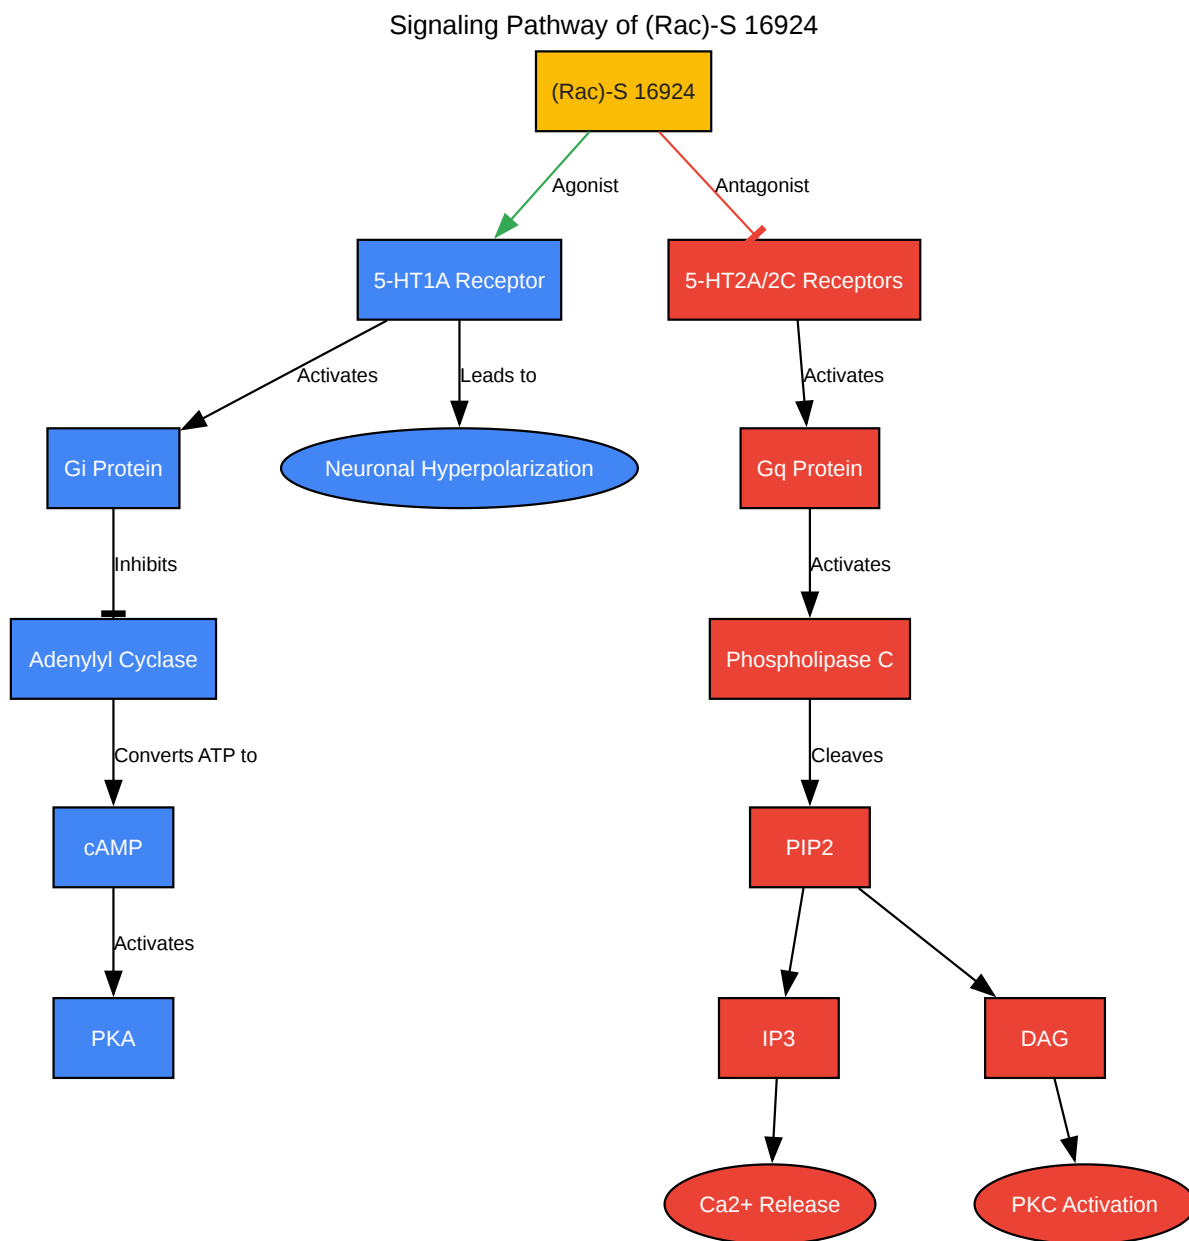 Signaling Pathway of (Rac)-S 16924
(Rac)-S 16924
Agonist
Antagonist
5-HT1A Receptor
5-HT2A/2C Receptors
Activates
Leads to
Activates
Gi Protein
Neuronal Hyperpolarization
Gq Protein
Inhibits
Activates
Adenylyl Cyclase
Phospholipase C
Converts ATP to
Cleaves
cAMP
PIP2
Activates
PKA
IP3
DAG
Ca2+ Release
PKC Activation